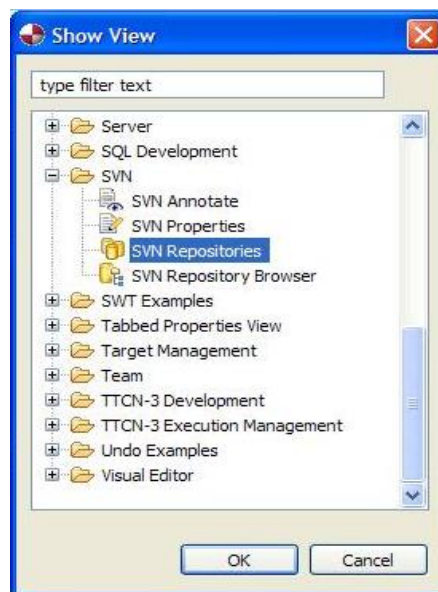 Show View
type filter text
Server
SQL Development
SVN
SVN Annotate
SVN Properties
SVN Repositories
SVN Repository Browser
SWT Examples
Tabbed Properties View
Target Management
Team
TTCN-3 Development
TTCN-3 Execution Management
Undo Examples
Visual Editor
OK Cancel